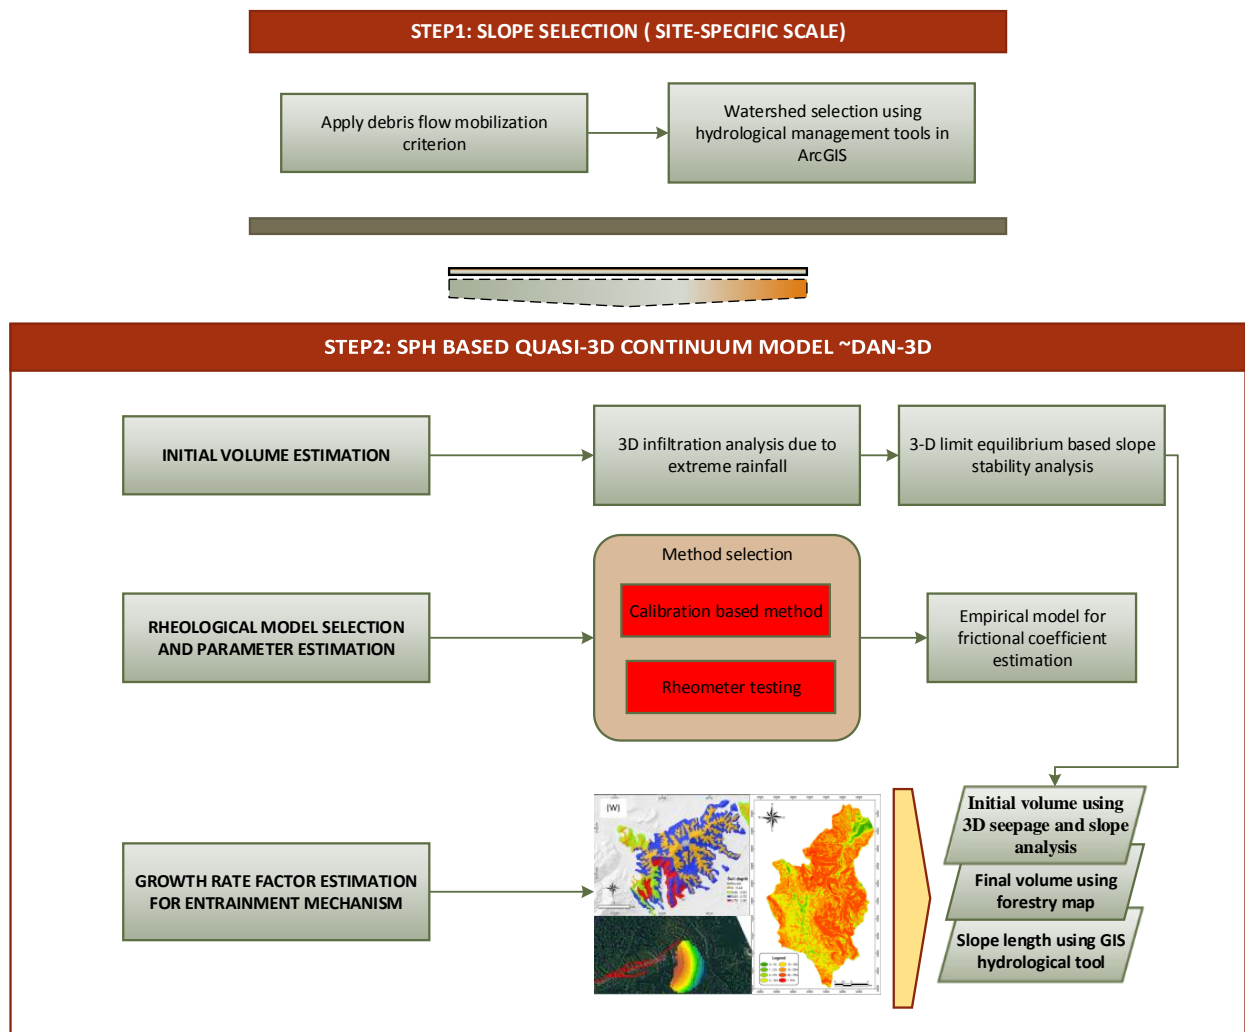 STEP1: SLOPE SELECTION ( SITE-SPECIFIC SCALE)
Apply debris flow mobilization
criterion
Watershed selection using
hydrological management tools in
ArcGIS
STEP2: SPH BASED QUASI-3D CONTINUUM MODEL ~DAN-3D
INITIAL VOLUME ESTIMATION
3D infiltration analysis due to
extreme rainfall
3-D limit equilibrium based slope
stability analysis
RHEOLOGICAL MODEL SELECTION
AND PARAMETER ESTIMATION
Method selection
Calibration based method
Rheometer testing
Empirical model for
frictional coefficient
estimation
GROWTH RATE FACTOR ESTIMATION
FOR ENTRAINMENT MECHANISM
(W)
Soil depth
Legend
Initial volume using
3D seepage and slope
analysis
Final volume using
forestry map
Slope length using GIS
hydrological tool